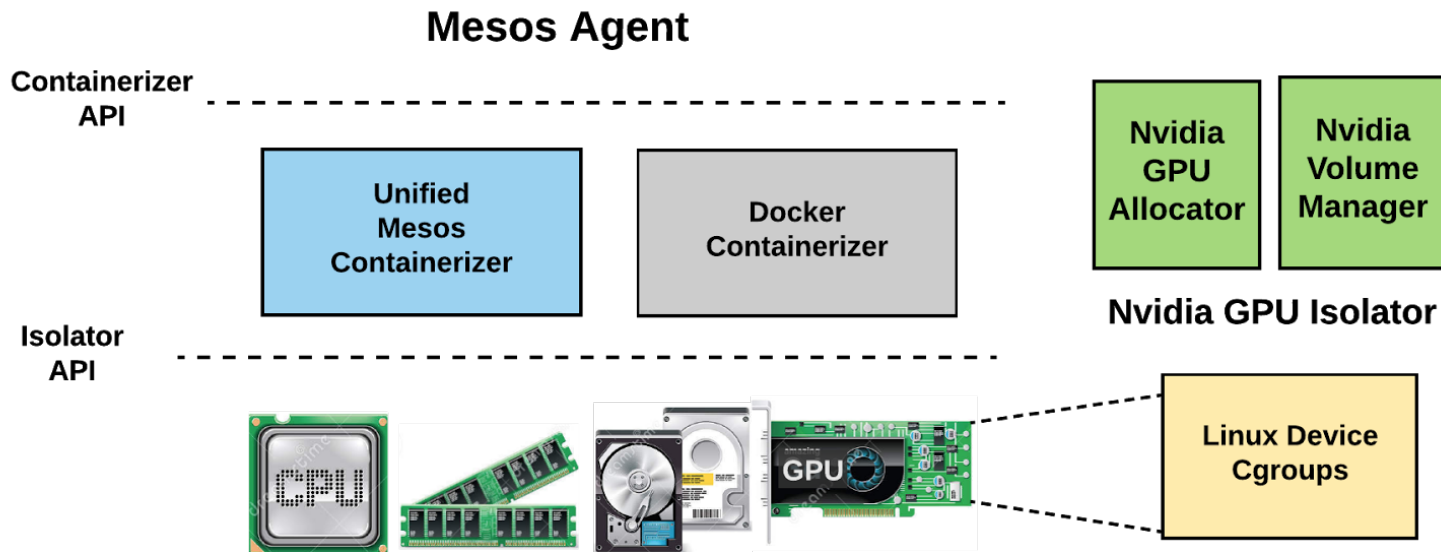 Mesos Agent
Containerizer
API
Nvidia
GPU
Allocator
Nvidia
Volume
Manager
Unified
Mesos
Containerizer
Docker
Containerizer
Nvidia GPU Isolator
Isolator
API
CPU
GPU
Linux Device
Cgroups